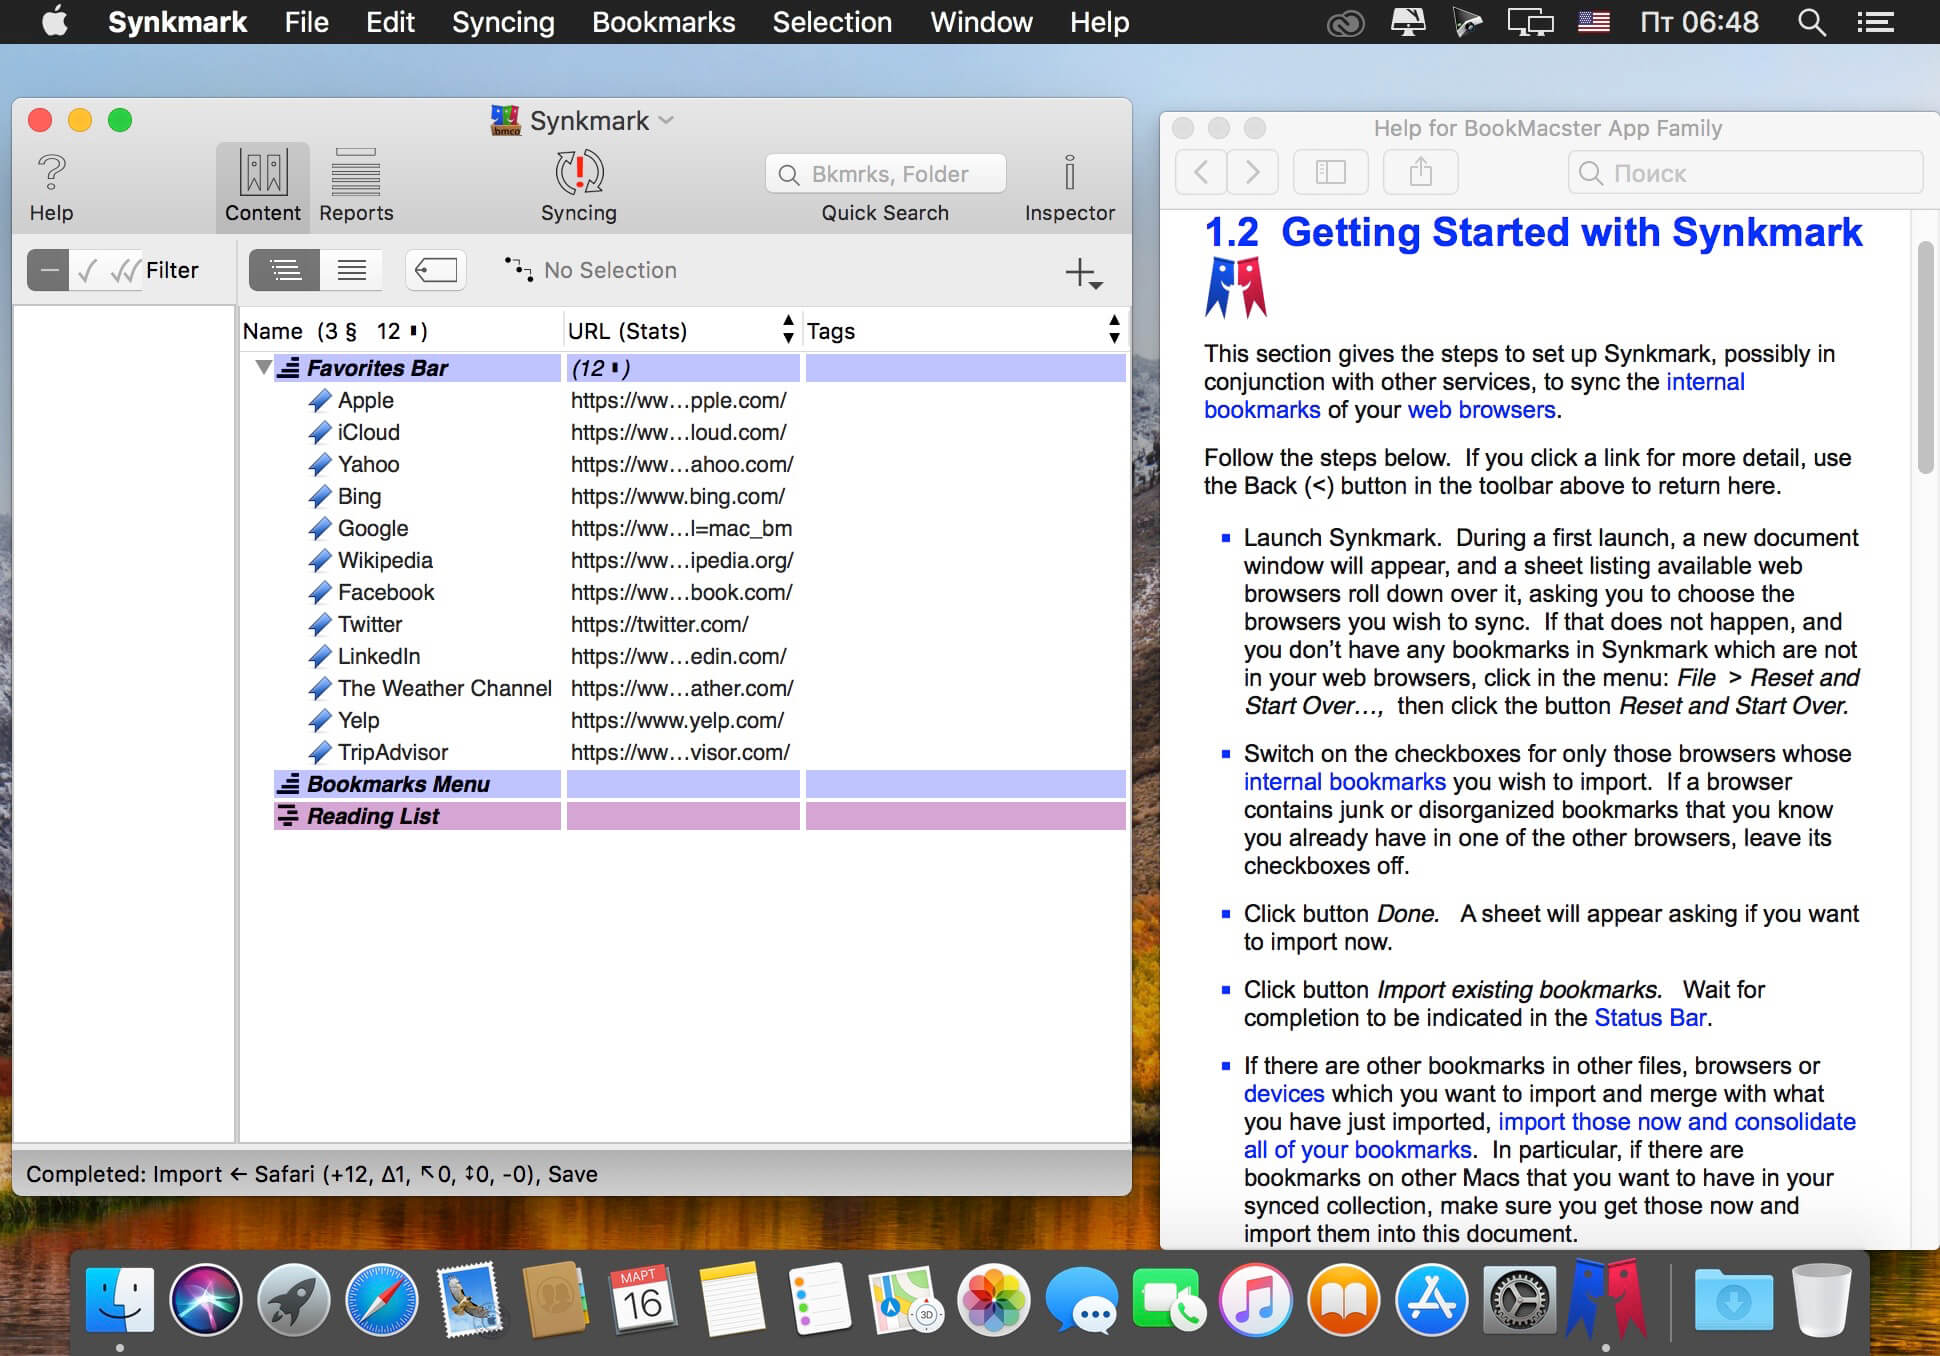 Synkmark File Edit Syncing Bookmarks Selection Window Help Пт 06:48
Synkmark
Help
Content
Reports
Syncing
Bkmrks, Folder
Quick Search
Inspector
Filter
No Selection
Name (3 § 12 ▮)
URL (Stats)
Tags
Favorites Bar (12 ▮)
Apple https://ww…pple.com/
iCloud https://ww…loud.com/
Yahoo https://ww…ahoo.com/
Bing https://www.bing.com/
Google https://ww…l=mac_bm
Wikipedia https://ww…ipedia.org/
Facebook https://ww…book.com/
Twitter https://twitter.com/
LinkedIn https://ww…edin.com/
The Weather Channel https://ww…ather.com/
Yelp https://www.yelp.com/
TripAdvisor https://ww…visor.com/
Bookmarks Menu
Reading List
Completed: Import ← Safari (+12, Δ1, ↖0, ↕0, -0), Save
Help for BookMacster App Family
Поиск
1.2 Getting Started with Synkmark
This section gives the steps to set up Synkmark, possibly in
conjunction with other services, to sync the internal
bookmarks of your web browsers.
Follow the steps below. If you click a link for more detail, use
the Back (<) button in the toolbar above to return here.
Launch Synkmark. During a first launch, a new document
window will appear, and a sheet listing available web
browsers roll down over it, asking you to choose the
browsers you wish to sync. If that does not happen, and
you don’t have any bookmarks in Synkmark which are not
in your web browsers, click in the menu: File > Reset and
Start Over…, then click the button Reset and Start Over.
Switch on the checkboxes for only those browsers whose
internal bookmarks you wish to import. If a browser
contains junk or disorganized bookmarks that you know
you already have in one of the other browsers, leave its
checkboxes off.
Click button Done. A sheet will appear asking if you want
to import now.
Click button Import existing bookmarks. Wait for
completion to be indicated in the Status Bar.
If there are other bookmarks in other files, browsers or
devices which you want to import and merge with what
you have just imported, import those now and consolidate
all of your bookmarks. In particular, if there are
bookmarks on other Macs that you want to have in your
synced collection, make sure you get those now and
import them into this document.
МАРТ
16
3D